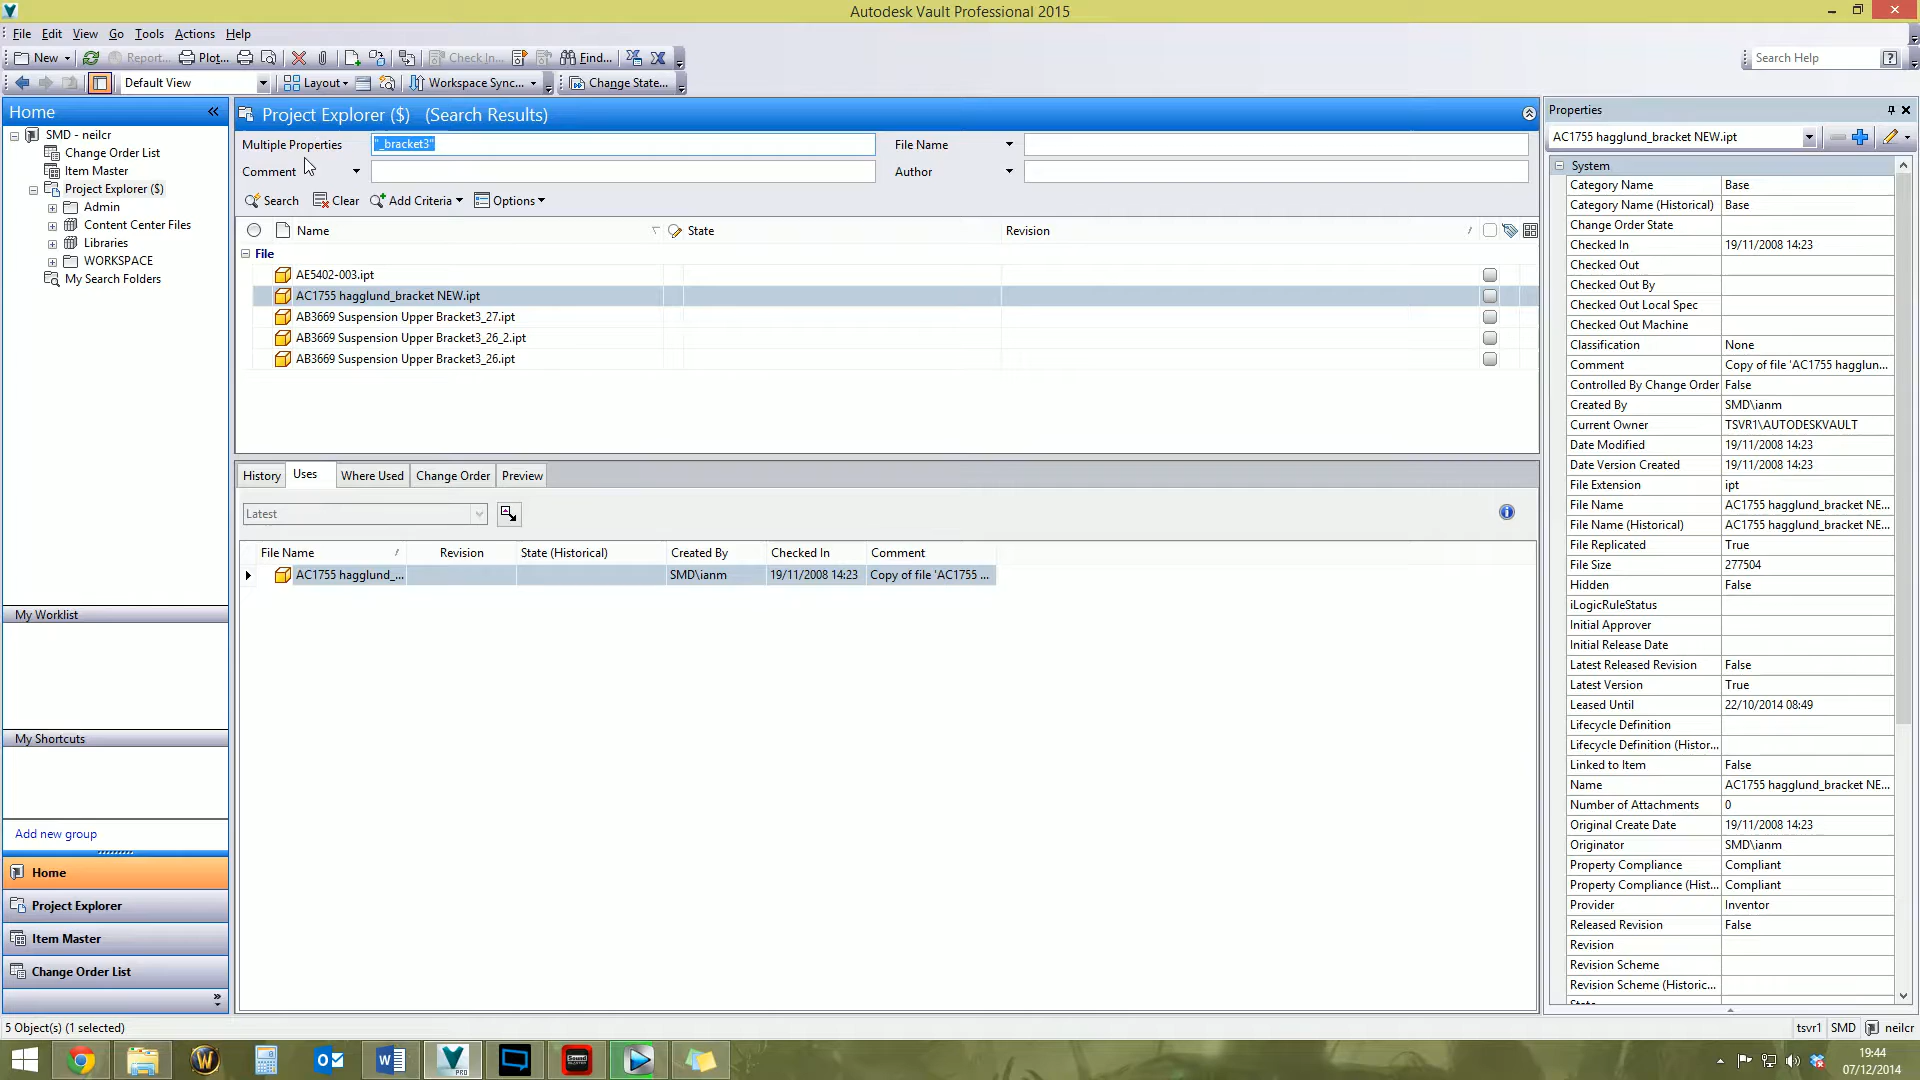 Autodesk Vault Professional 2015
File Edit View Go Tools Actions Help
New Report... Plot... Check In... Find... Search Help
Default View Layout Workspace Sync... Change State...
Home
SMD - neilcr
Change Order List
Item Master
Project Explorer ($)
Admin
Content Center Files
Libraries
WORKSPACE
My Search Folders
My Worklist
My Shortcuts
Add new group
Home
Project Explorer
Item Master
Change Order List
Project Explorer ($) (Search Results)
Multiple Properties "_bracket3" File Name
Comment Author
Search Clear Add Criteria Options
Name State Revision
File
AE5402-003.ipt
AC1755 hagglund_bracket NEW.ipt
AB3669 Suspension Upper Bracket3_27.ipt
AB3669 Suspension Upper Bracket3_26_2.ipt
AB3669 Suspension Upper Bracket3_26.ipt
History Uses Where Used Change Order Preview
Latest
File Name Revision State (Historical) Created By Checked In Comment
AC1755 hagglund_... SMD\ianm 19/11/2008 14:23 Copy of file 'AC1755 ...
Properties
AC1755 hagglund_bracket NEW.ipt
System
Category Name Base
Category Name (Historical) Base
Change Order State
Checked In 19/11/2008 14:23
Checked Out
Checked Out By
Checked Out Local Spec
Checked Out Machine
Classification None
Comment Copy of file 'AC1755 hagglun...
Controlled By Change Order False
Created By SMD\ianm
Current Owner TSVR1\AUTODESKVAULT
Date Modified 19/11/2008 14:23
Date Version Created 19/11/2008 14:23
File Extension ipt
File Name AC1755 hagglund_bracket NE...
File Name (Historical) AC1755 hagglund_bracket NE...
File Replicated True
File Size 277504
Hidden False
iLogicRuleStatus
Initial Approver
Initial Release Date
Latest Released Revision False
Latest Version True
Leased Until 22/10/2014 08:49
Lifecycle Definition
Lifecycle Definition (Histor...
Linked to Item False
Name AC1755 hagglund_bracket NE...
Number of Attachments 0
Original Create Date 19/11/2008 14:23
Originator SMD\ianm
Property Compliance Compliant
Property Compliance (Hist... Compliant
Provider Inventor
Released Revision False
Revision
Revision Scheme
Revision Scheme (Historic...
5 Object(s) (1 selected) tsvr1 SMD neilcr
19:44
07/12/2014